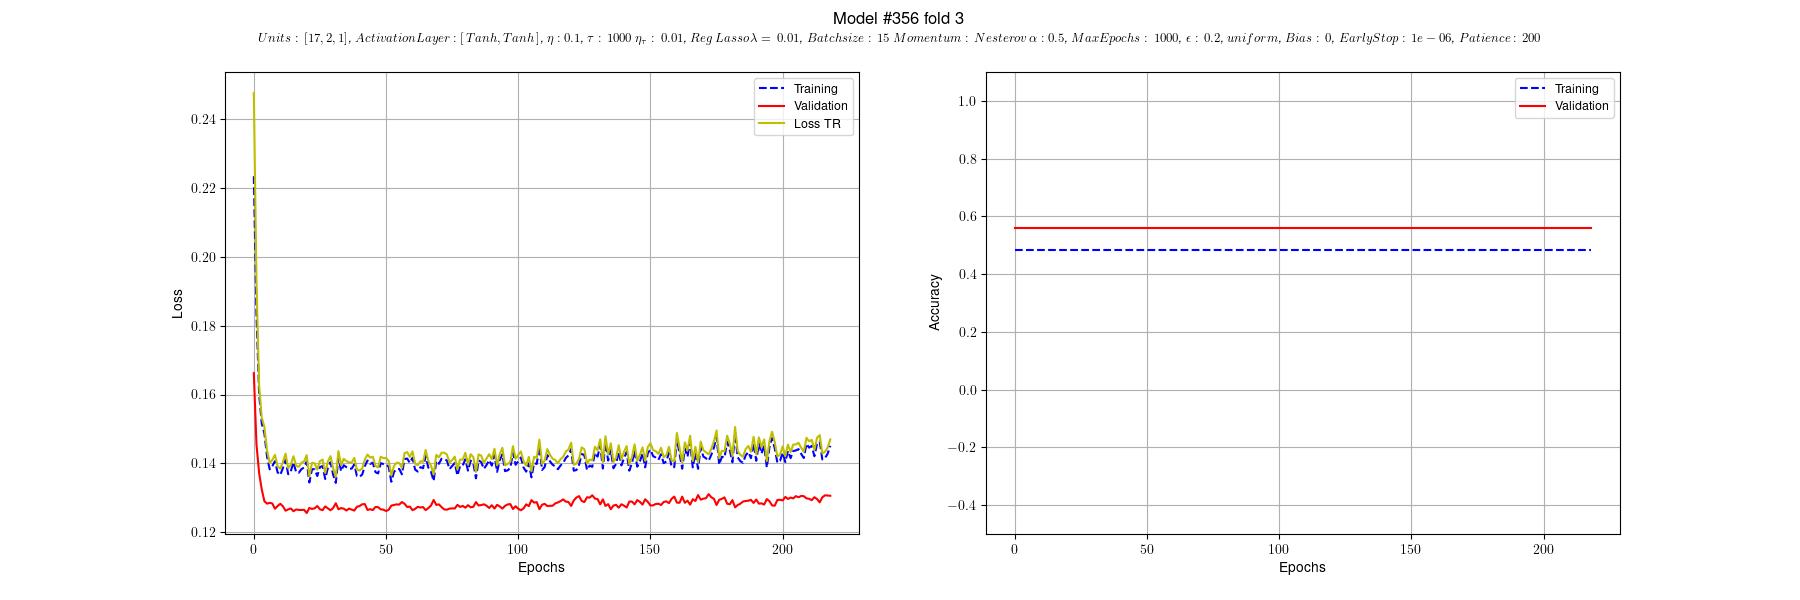 Model #356 fold 3
Units : [17, 2, 1], ActivationLayer : [Tanh, Tanh], η : 0.1, τ : 1000 ητ : 0.01, Reg Lassoλ = 0.01, Batchsize : 15 Momentum : Nesterov α : 0.5, MaxEpochs : 1000, ϵ : 0.2, uniform, Bias : 0, EarlyStop : 1e − 06, Patience : 200
Training
Validation
Loss TR
0.24
0.22
0.20
0.18
0.16
0.14
0.12
Loss
0 50 100 150 200
Epochs
Training
Validation
1.0
0.8
0.6
0.4
0.2
0.0
−0.2
−0.4
Accuracy
0 50 100 150 200
Epochs